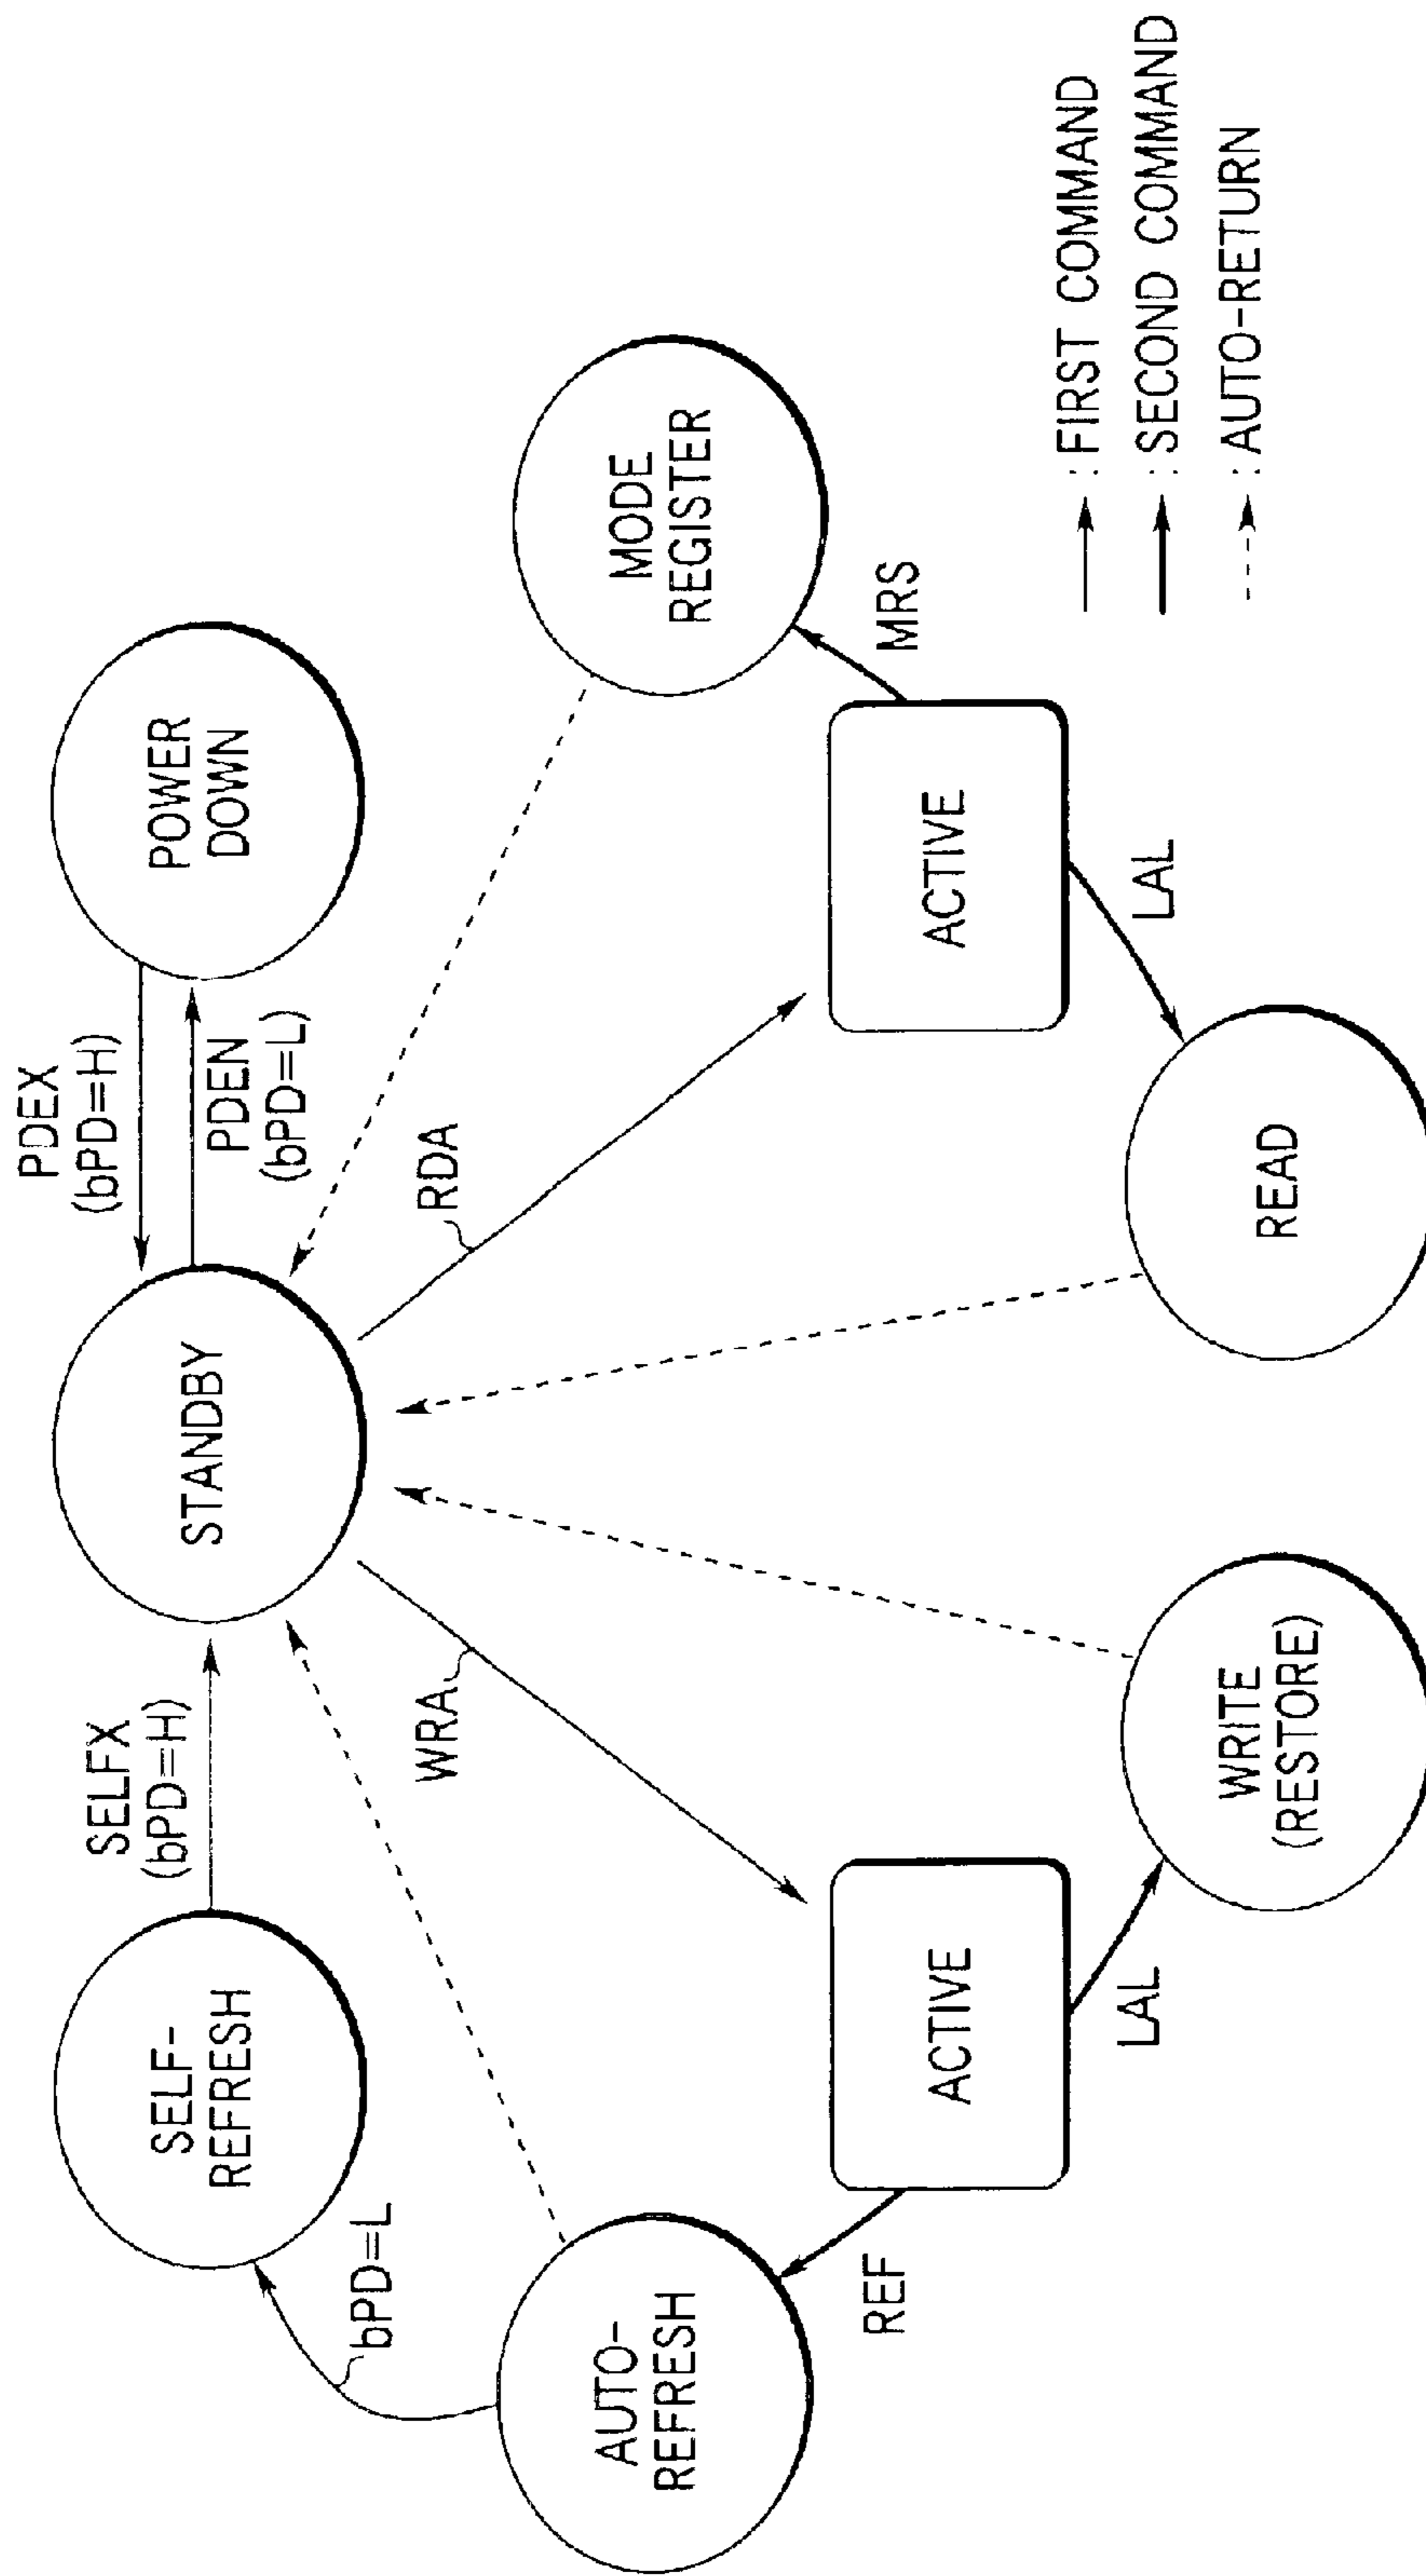 SELF-
REFRESH
SELFX
(bPD=H)
STANDBY
PDEX
(bPD=H)
PDEN
(bPD=L)
POWER
DOWN
bPD=L
WRA
RDA
AUTO-
REFRESH
MODE
REGISTER
REF
ACTIVE
LAL
ACTIVE
MRS
LAL
WRITE
(RESTORE)
READ
: FIRST COMMAND
: SECOND COMMAND
: AUTO-RETURN